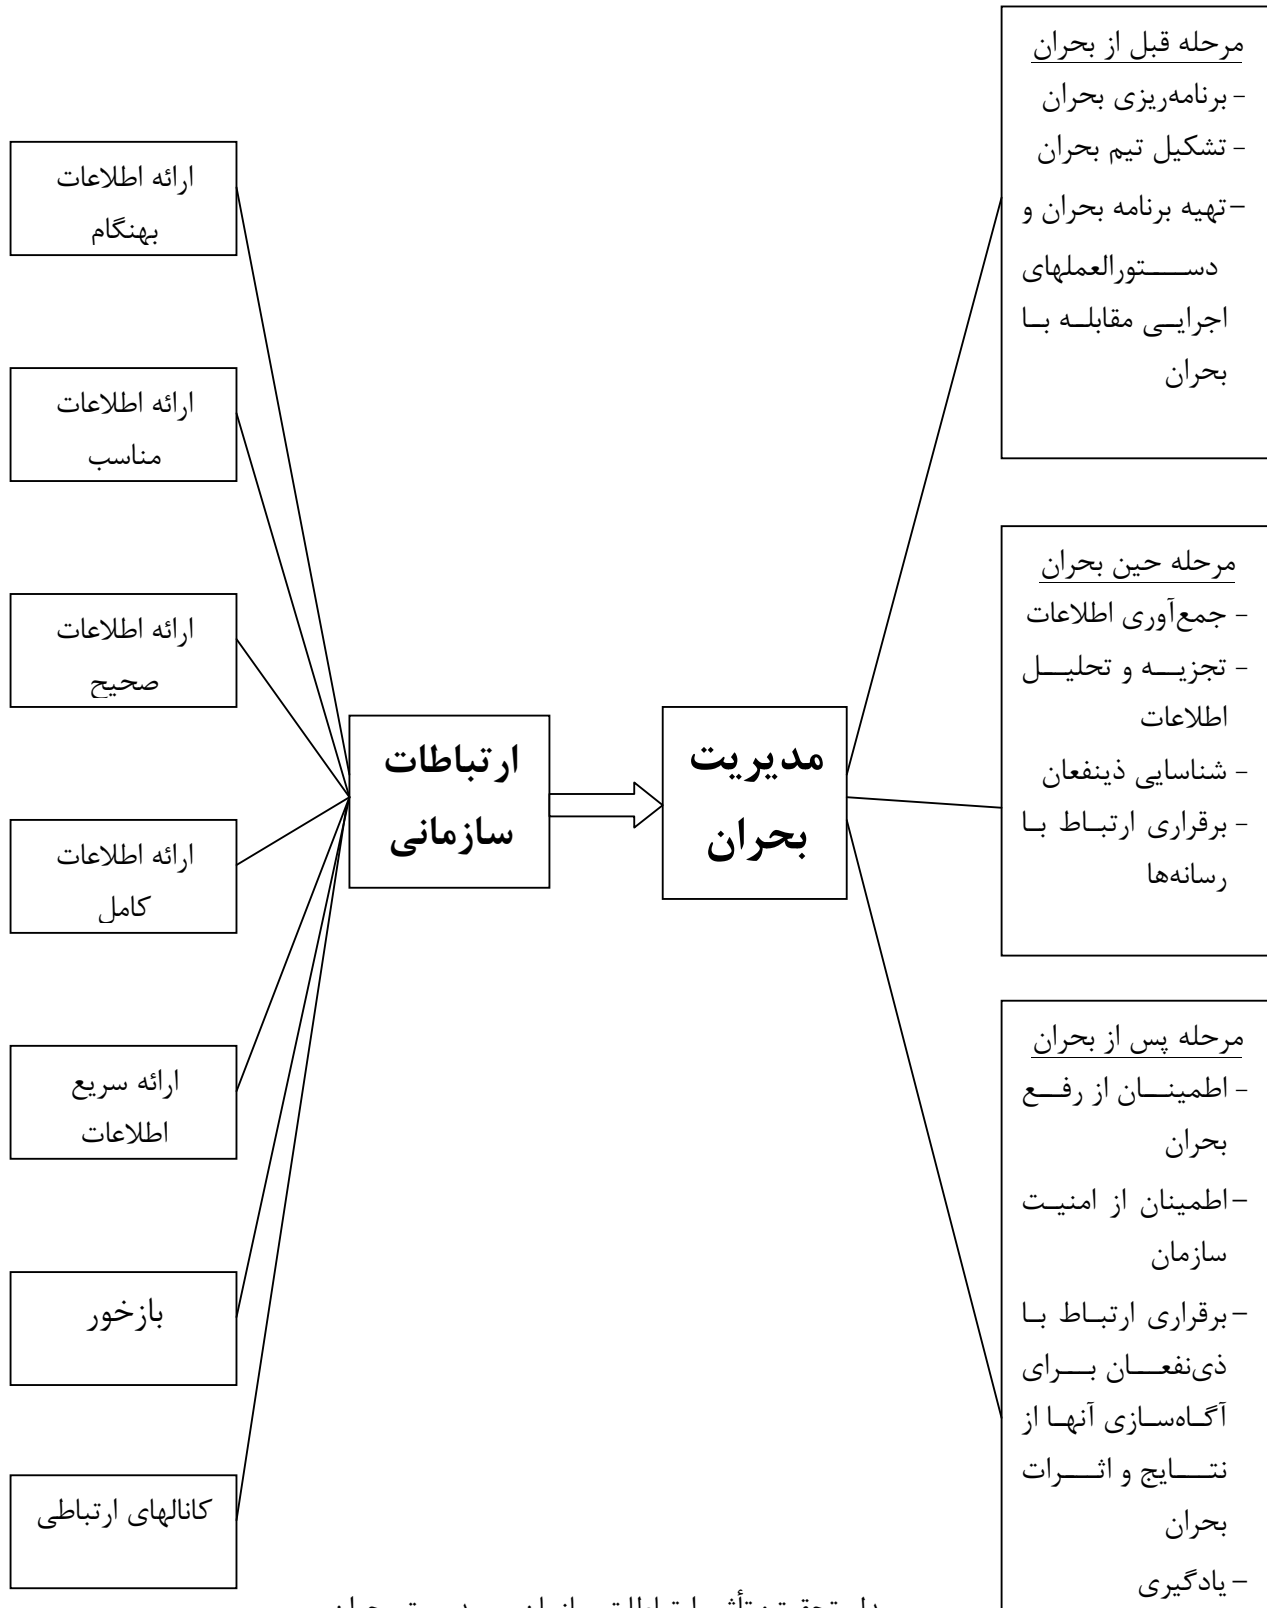 مرحله قبل از بحران
- برنامه‌ریزی بحران
- تشکیل تیم بحران
- تهیه برنامه بحران و
دستورالعملهای
اجرایی مقابله با
بحران
مرحله حین بحران
- جمع‌آوری اطلاعات
- تجزیه و تحلیل
اطلاعات
- شناسایی ذینفعان
- برقراری ارتباط با
رسانه‌ها
مرحله پس از بحران
- اطمینان از رفع
بحران
- اطمینان از امنیت
سازمان
- برقراری ارتباط با
ذی‌نفعان برای
آگاه‌سازی آنها از
نتایج و اثرات
بحران
- یادگیری
مدیریت
بحران
ارتباطات
سازمانی
ارائه اطلاعات
بهنگام
ارائه اطلاعات
مناسب
ارائه اطلاعات
صحیح
ارائه اطلاعات
کامل
ارائه سریع
اطلاعات
بازخور
کانالهای ارتباطی